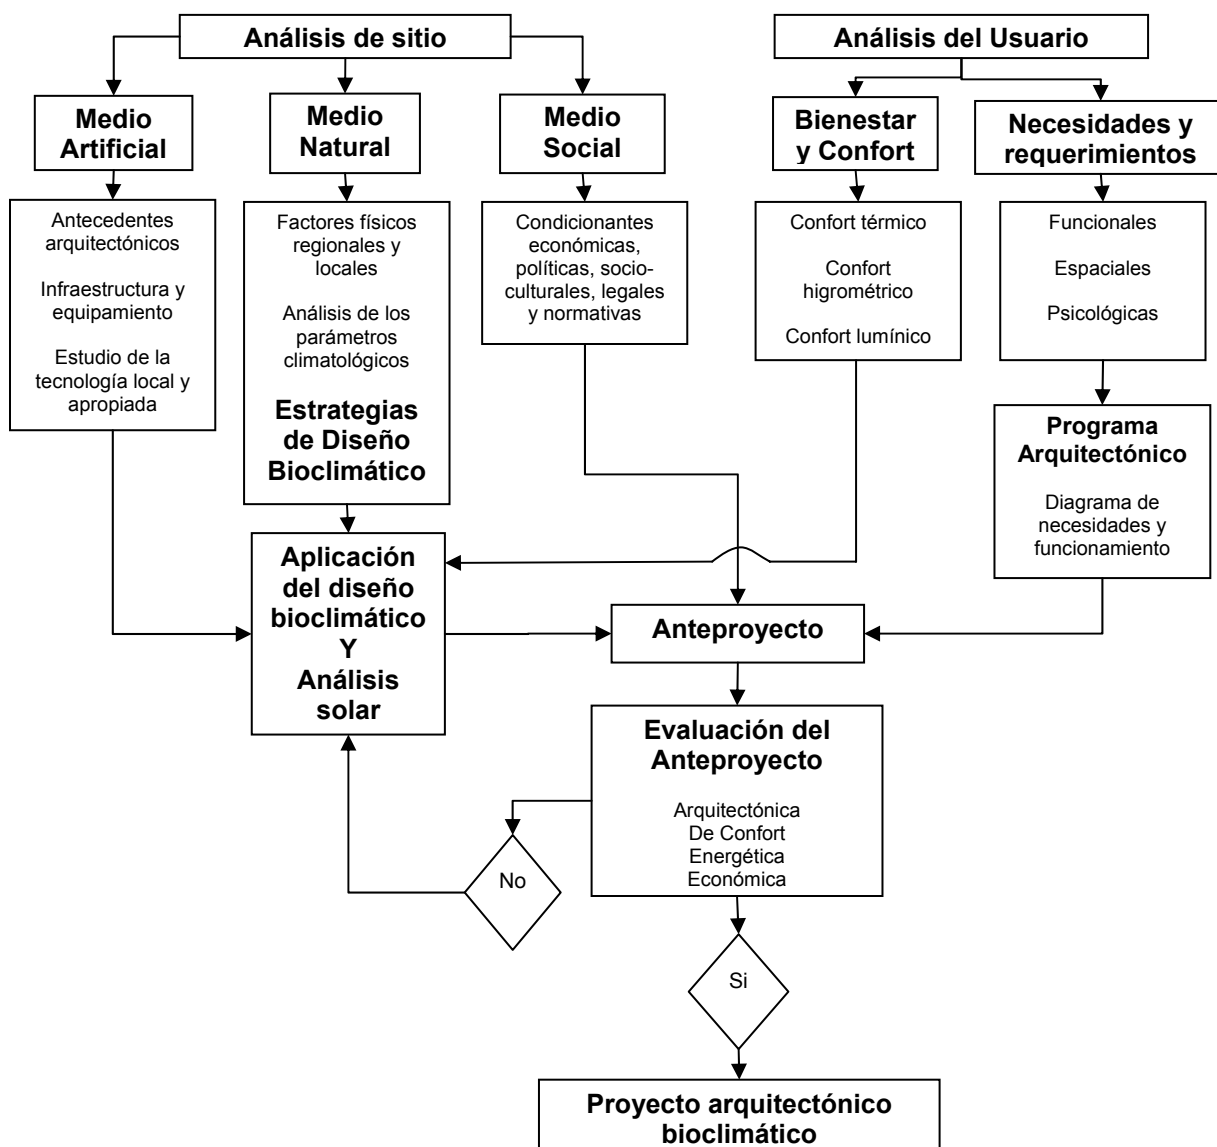 Análisis de sitio
Análisis del Usuario
Medio
Artificial
Medio
Natural
Medio
Social
Bienestar
y Confort
Necesidades y
requerimientos
Antecedentes
arquitectónicos
Infraestructura y
equipamiento
Estudio de la
tecnología local y
apropiada
Factores físicos
regionales y
locales
Análisis de los
parámetros
climatológicos
Estrategias
de Diseño
Bioclimático
Condicionantes
económicas,
políticas, socio-
culturales, legales
y normativas
Confort térmico
Confort
higrométrico
Confort lumínico
Funcionales
Espaciales
Psicológicas
Programa
Arquitectónico
Diagrama de
necesidades y
funcionamiento
Aplicación
del diseño
bioclimático
Y
Análisis
solar
Anteproyecto
Evaluación del
Anteproyecto
Arquitectónica
De Confort
Energética
Económica
No
Si
Proyecto arquitectónico
bioclimático